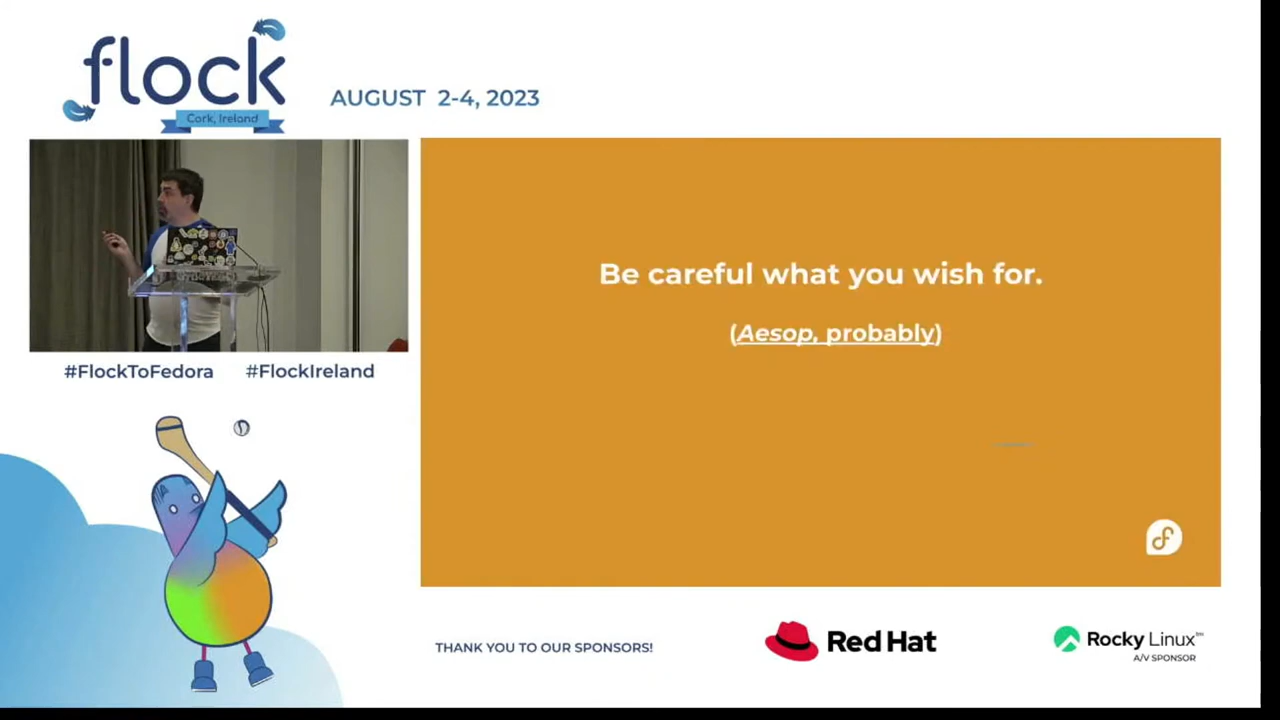 flock
Cork, Ireland
AUGUST 2-4, 2023
Be careful what you wish for.
(Aesop, probably)
#FlockToFedora #FlockIreland
THANK YOU TO OUR SPONSORS!
Red Hat
Rocky Linux™
A/V SPONSOR